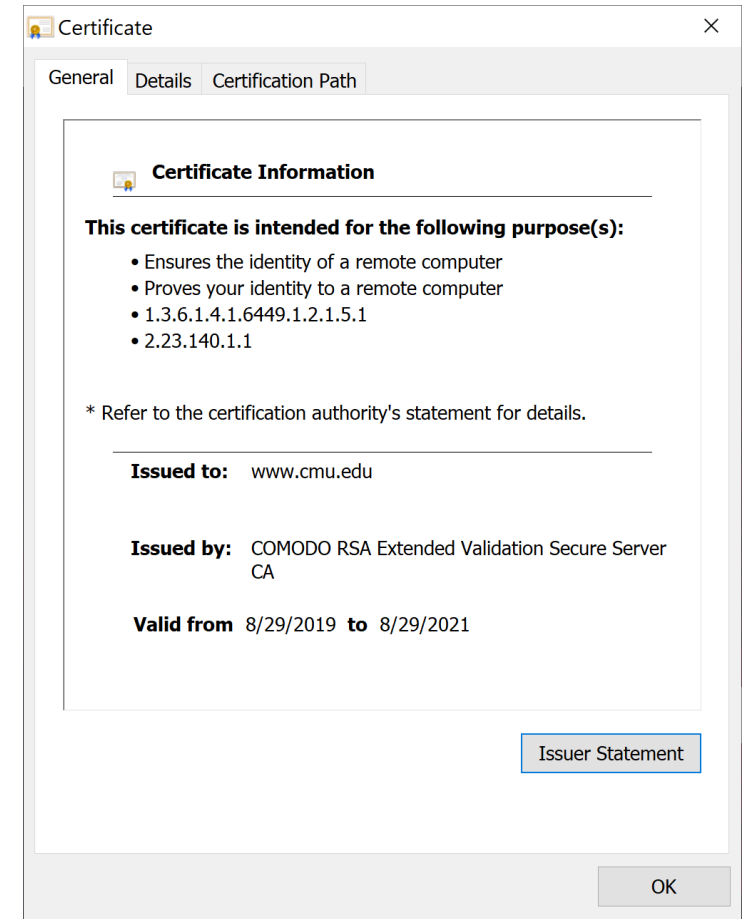 Certificate
General Details Certification Path
Certificate Information
This certificate is intended for the following purpose(s):
• Ensures the identity of a remote computer
• Proves your identity to a remote computer
• 1.3.6.1.4.1.6449.1.2.1.5.1
• 2.23.140.1.1
* Refer to the certification authority's statement for details.
Issued to: www.cmu.edu
Issued by: COMODO RSA Extended Validation Secure Server
CA
Valid from 8/29/2019 to 8/29/2021
Issuer Statement
OK